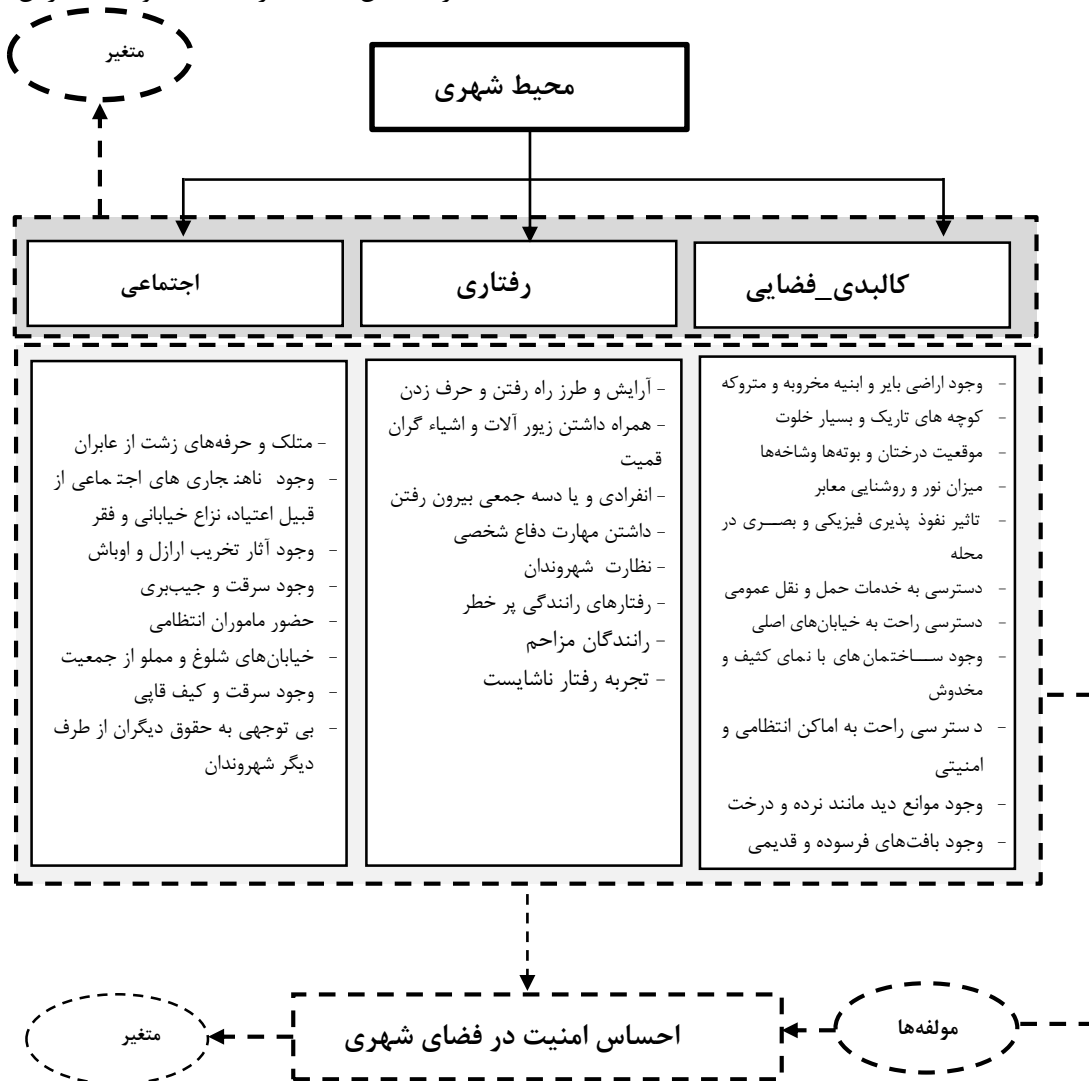 متغیر
محیط شهری
کالبدی_فضایی
رفتاری
اجتماعی
- وجود اراضی بایر و ابنیه مخروبه و متروکه
- کوچه های تاریک و بسیار خلوت
- موقعیت درختان و بوته‌ها وشاخه‌ها
- میزان نور و روشنایی معابر
- تاثیر نفوذ پذیری فیزیکی و بصری در
محله
- دسترسی به خدمات حمل و نقل عمومی
- دسترسی راحت به خیابان‌های اصلی
- وجود ساختمان های با نمای کثیف و
مخدوش
- دسترسی راحت به اماکن انتظامی و
امنیتی
- وجود موانع دید مانند نرده و درخت
- وجود بافت‌های فرسوده و قدیمی
- آرایش و طرز راه رفتن و حرف زدن
- همراه داشتن زیور آلات و اشیاء گران
قمیت
- انفرادی و یا دسه جمعی بیرون رفتن
- داشتن مهارت دفاع شخصی
- نظارت شهروندان
- رفتارهای رانندگی پر خطر
- رانندگان مزاحم
- تجربه رفتار ناشایست
- متلک و حرفه‌های زشت از عابران
- وجود ناهنجاری های اجتماعی از
قبیل اعتیاد، نزاع خیابانی و فقر
- وجود آثار تخریب ارازل و اوباش
- وجود سرقت و جیب‌بری
- حضور ماموران انتظامی
- خیابان‌های شلوغ و مملو از جمعیت
- وجود سرقت و کیف قاپی
- بی توجهی به حقوق دیگران از طرف
دیگر شهروندان
مولفه‌ها
احساس امنیت در فضای شهری
متغیر